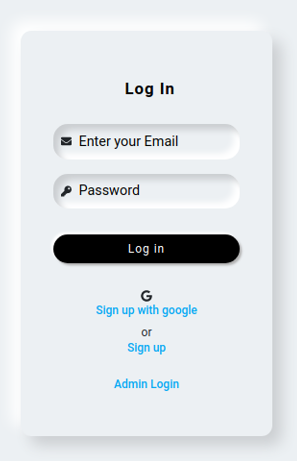 Log In
Enter your Email
Password
Log in
Sign up with google
or
Sign up
Admin Login